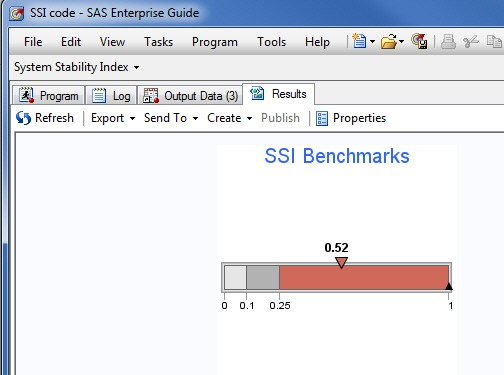 SSI code - SAS Enterprise Guide
File Edit View Tasks Program Tools Help
System Stability Index
Program Log Output Data (3) Results
Refresh Export Send To Create Publish Properties
SSI Benchmarks
0.52
0 0.1 0.25 1